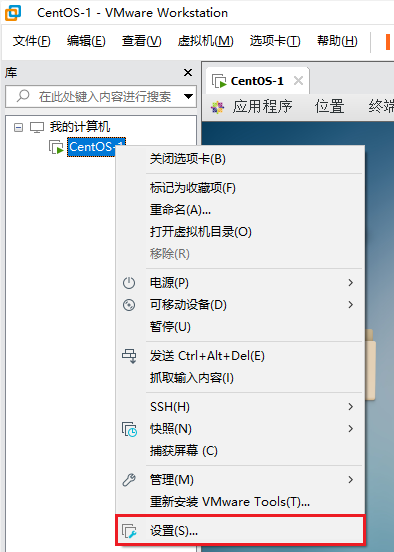 CentOS-1 - VMware Workstation
文件(F) 编辑(E) 查看(V) 虚拟机(M) 选项卡(T) 帮助(H)
库
在此处键入内容进行搜索
我的计算机
CentOS-1
CentOS-1
应用程序 位置 终端
关闭选项卡(B)
标记为收藏项(F)
重命名(A)...
打开虚拟机目录(O)
移除(R)
电源(P)
可移动设备(D)
暂停(U)
发送 Ctrl+Alt+Del(E)
抓取输入内容(I)
SSH(H)
快照(N)
捕获屏幕 (C)
管理(M)
重新安装 VMware Tools(T)...
设置(S)...